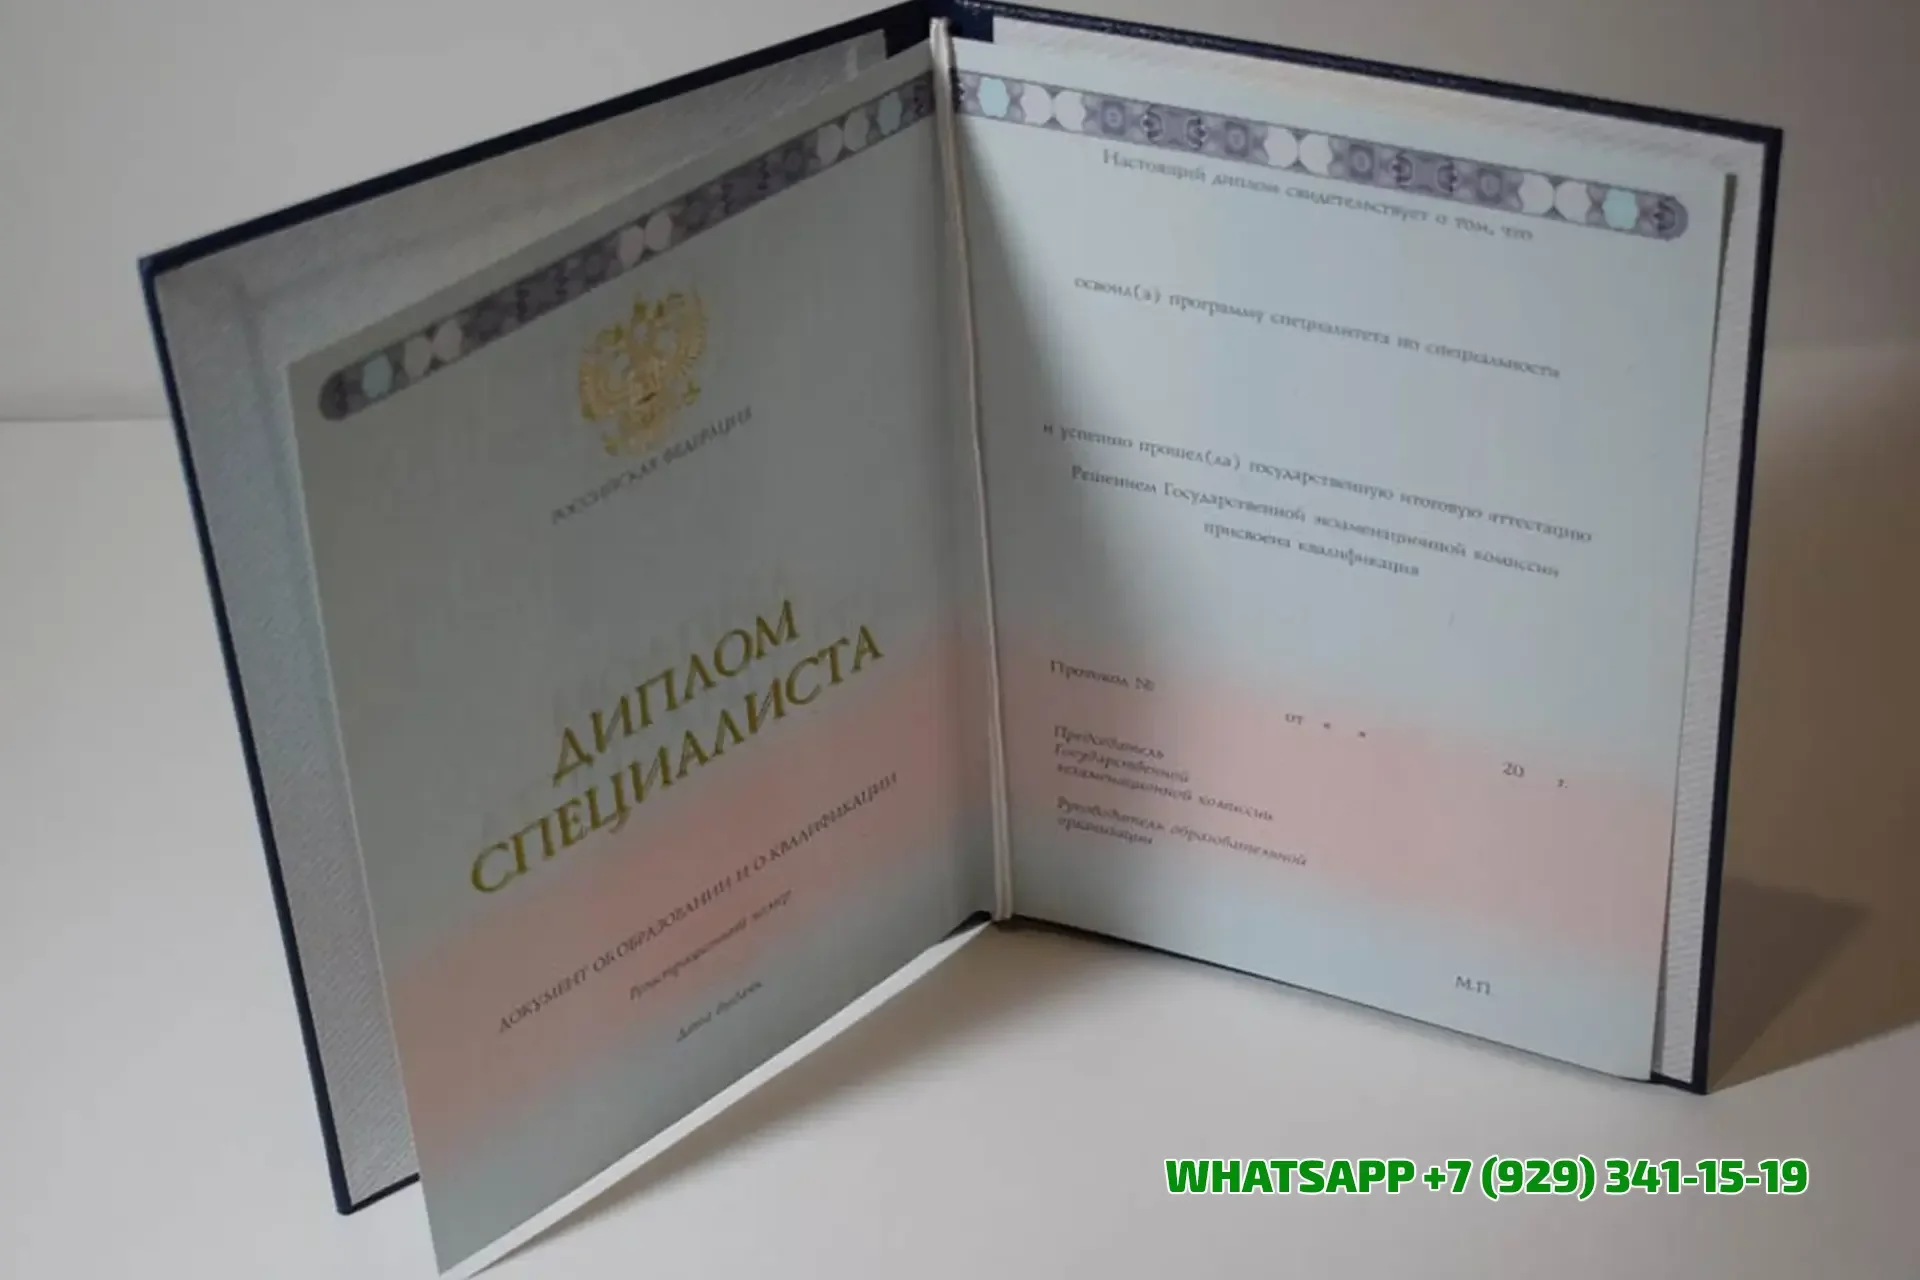 РОССИЙСКАЯ ФЕДЕРАЦИЯ
ДИПЛОМ
СПЕЦИАЛИСТА
ДОКУМЕНТ ОБ ОБРАЗОВАНИИ И О КВАЛИФИКАЦИИ
Регистрационный номер
Дата выдачи
Настоящий диплом свидетельствует о том, что
освоил(а) программу специалитета по специальности
и успешно прошел(ла) государственную итоговую аттестацию
Решением Государственной экзаменационной комиссии
присвоена квалификация
Протокол №
от « »
20 г.
Председатель
Государственной
экзаменационной комиссии
Руководитель образовательной
организации
М.П.
WHATSAPP +7 (929) 341-15-19